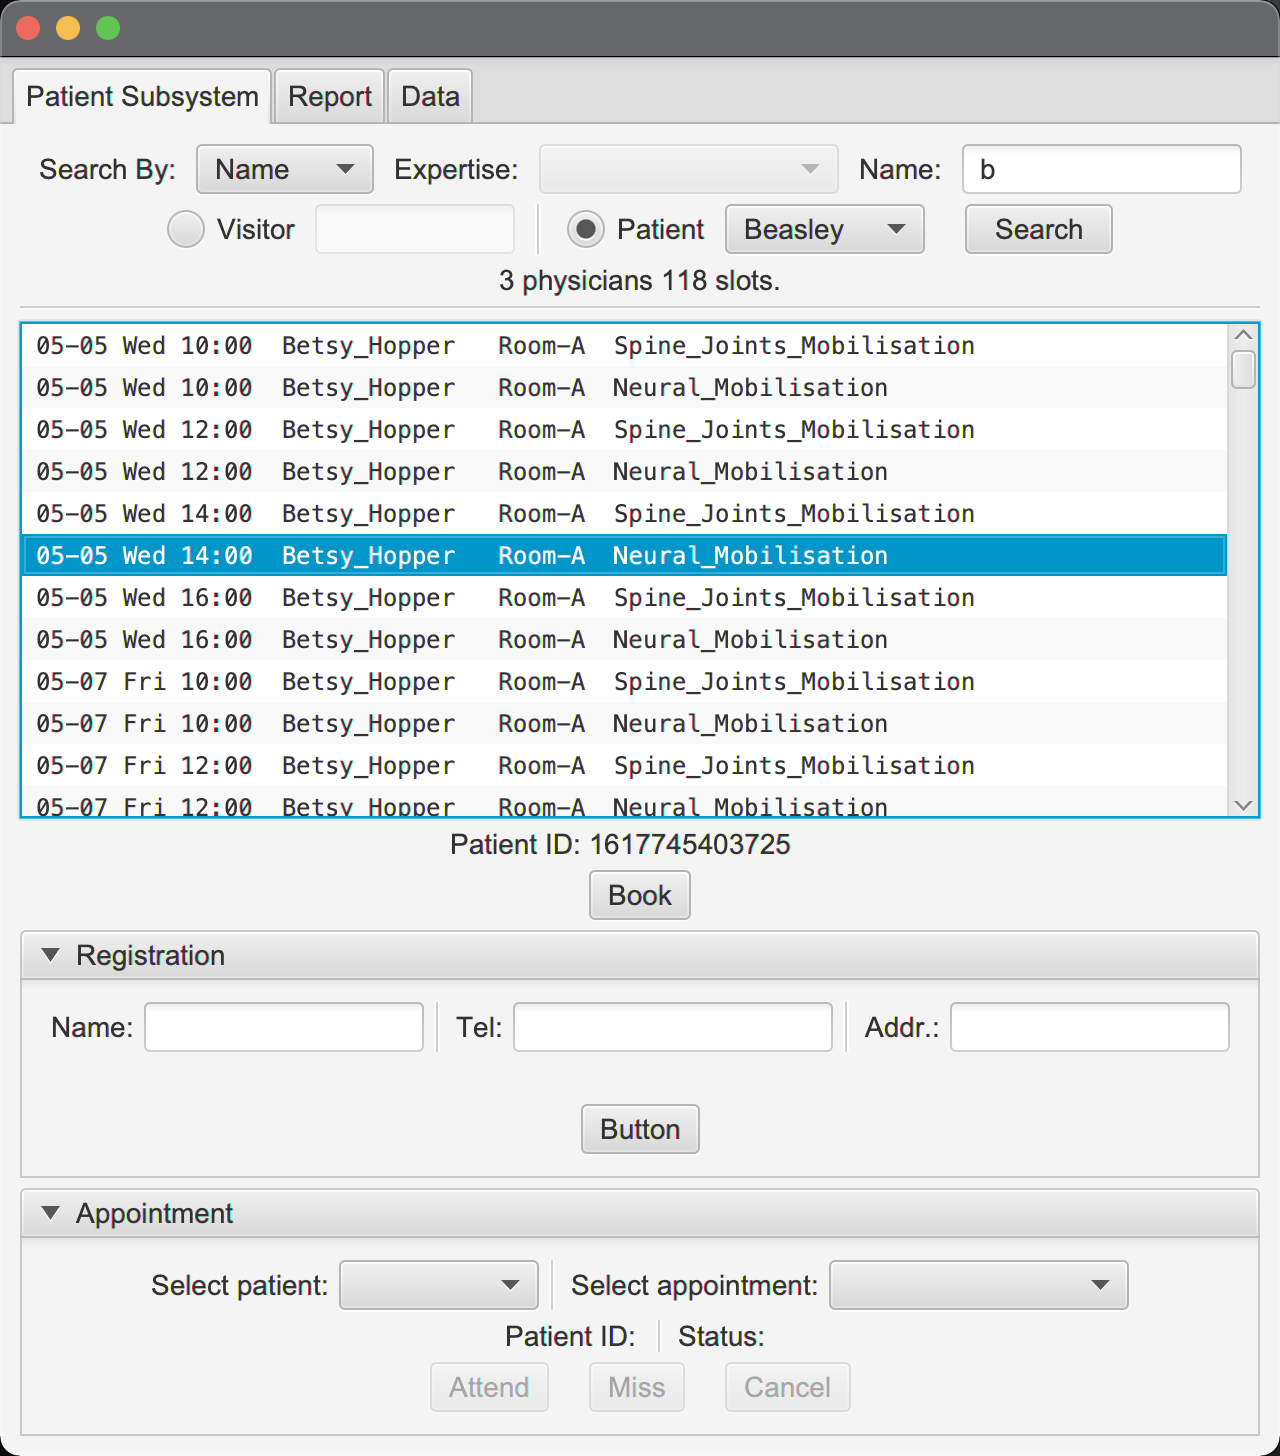 Patient Subsystem Report Data
Search By: Name Expertise: Name: b
Visitor Patient Beasley Search
3 physicians 118 slots.
05-05 Wed 10:00 Betsy_Hopper Room-A Spine_Joints_Mobilisation
05-05 Wed 10:00 Betsy_Hopper Room-A Neural_Mobilisation
05-05 Wed 12:00 Betsy_Hopper Room-A Spine_Joints_Mobilisation
05-05 Wed 12:00 Betsy_Hopper Room-A Neural_Mobilisation
05-05 Wed 14:00 Betsy_Hopper Room-A Spine_Joints_Mobilisation
05-05 Wed 14:00 Betsy_Hopper Room-A Neural_Mobilisation
05-05 Wed 16:00 Betsy_Hopper Room-A Spine_Joints_Mobilisation
05-05 Wed 16:00 Betsy_Hopper Room-A Neural_Mobilisation
05-07 Fri 10:00 Betsy_Hopper Room-A Spine_Joints_Mobilisation
05-07 Fri 10:00 Betsy_Hopper Room-A Neural_Mobilisation
05-07 Fri 12:00 Betsy_Hopper Room-A Spine_Joints_Mobilisation
05-07 Fri 12:00 Betsy_Hopper Room-A Neural_Mobilisation
Patient ID: 1617745403725
Book
Registration
Name: Tel: Addr.:
Button
Appointment
Select patient: Select appointment:
Patient ID: Status:
Attend Miss Cancel